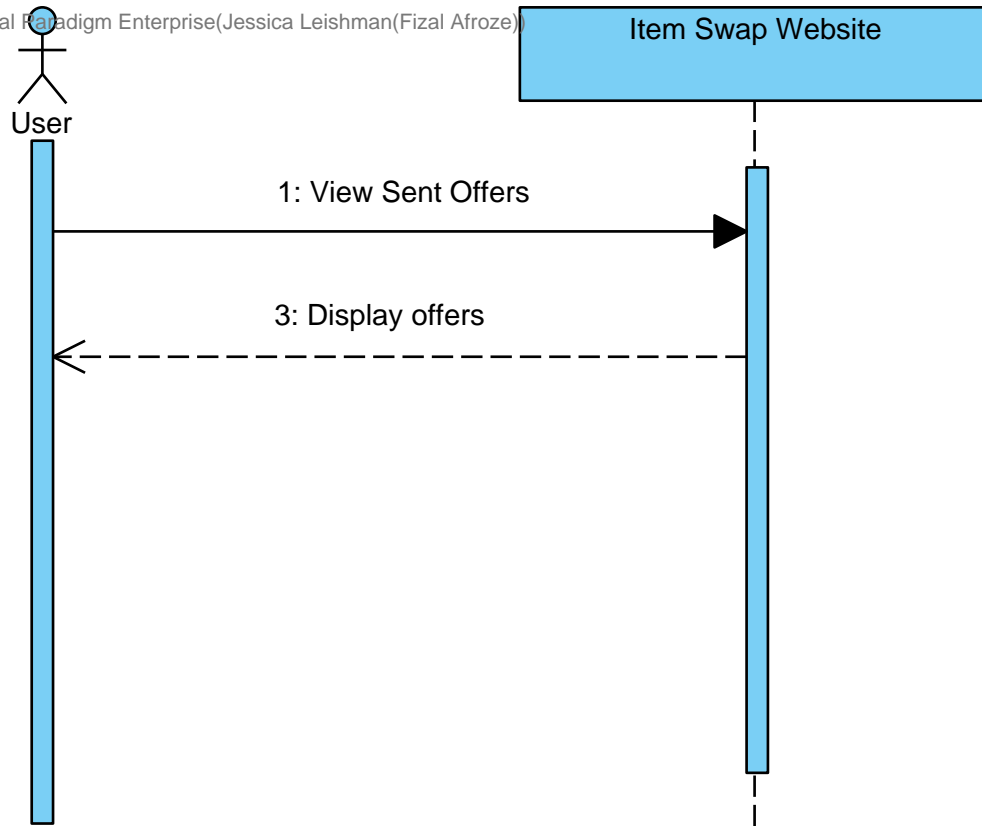 al Paradigm Enterprise(Jessica Leishman(Fizal Afroze))
Item Swap Website
User
1: View Sent Offers
3: Display offers